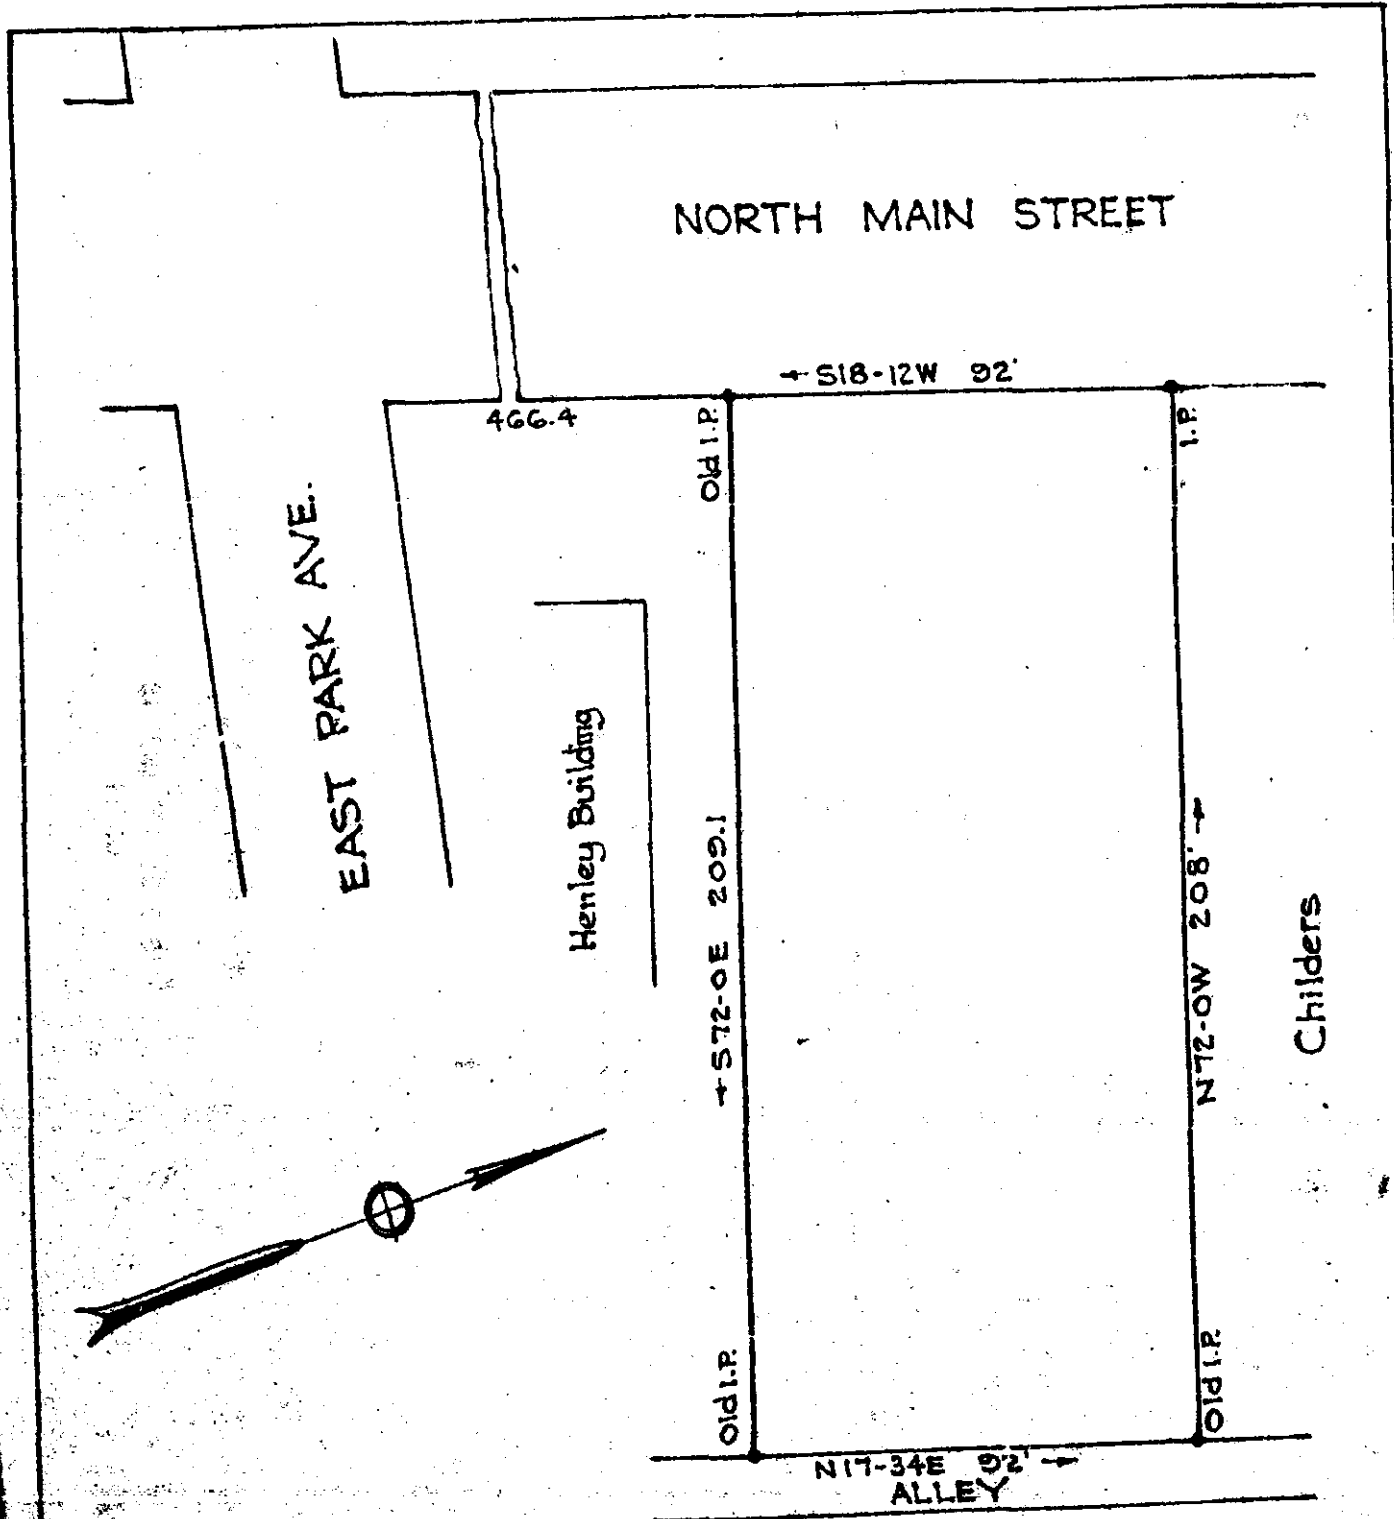 NORTH MAIN STREET
← S18-12W 92'
466.4
Old I.P.
I.P.
EAST PARK AVE.
Henley Building
← S72-0E 209.1
N72-0W 208' →
Childers
Old I.P.
Old I.P.
N17-34E 92' →
ALLEY